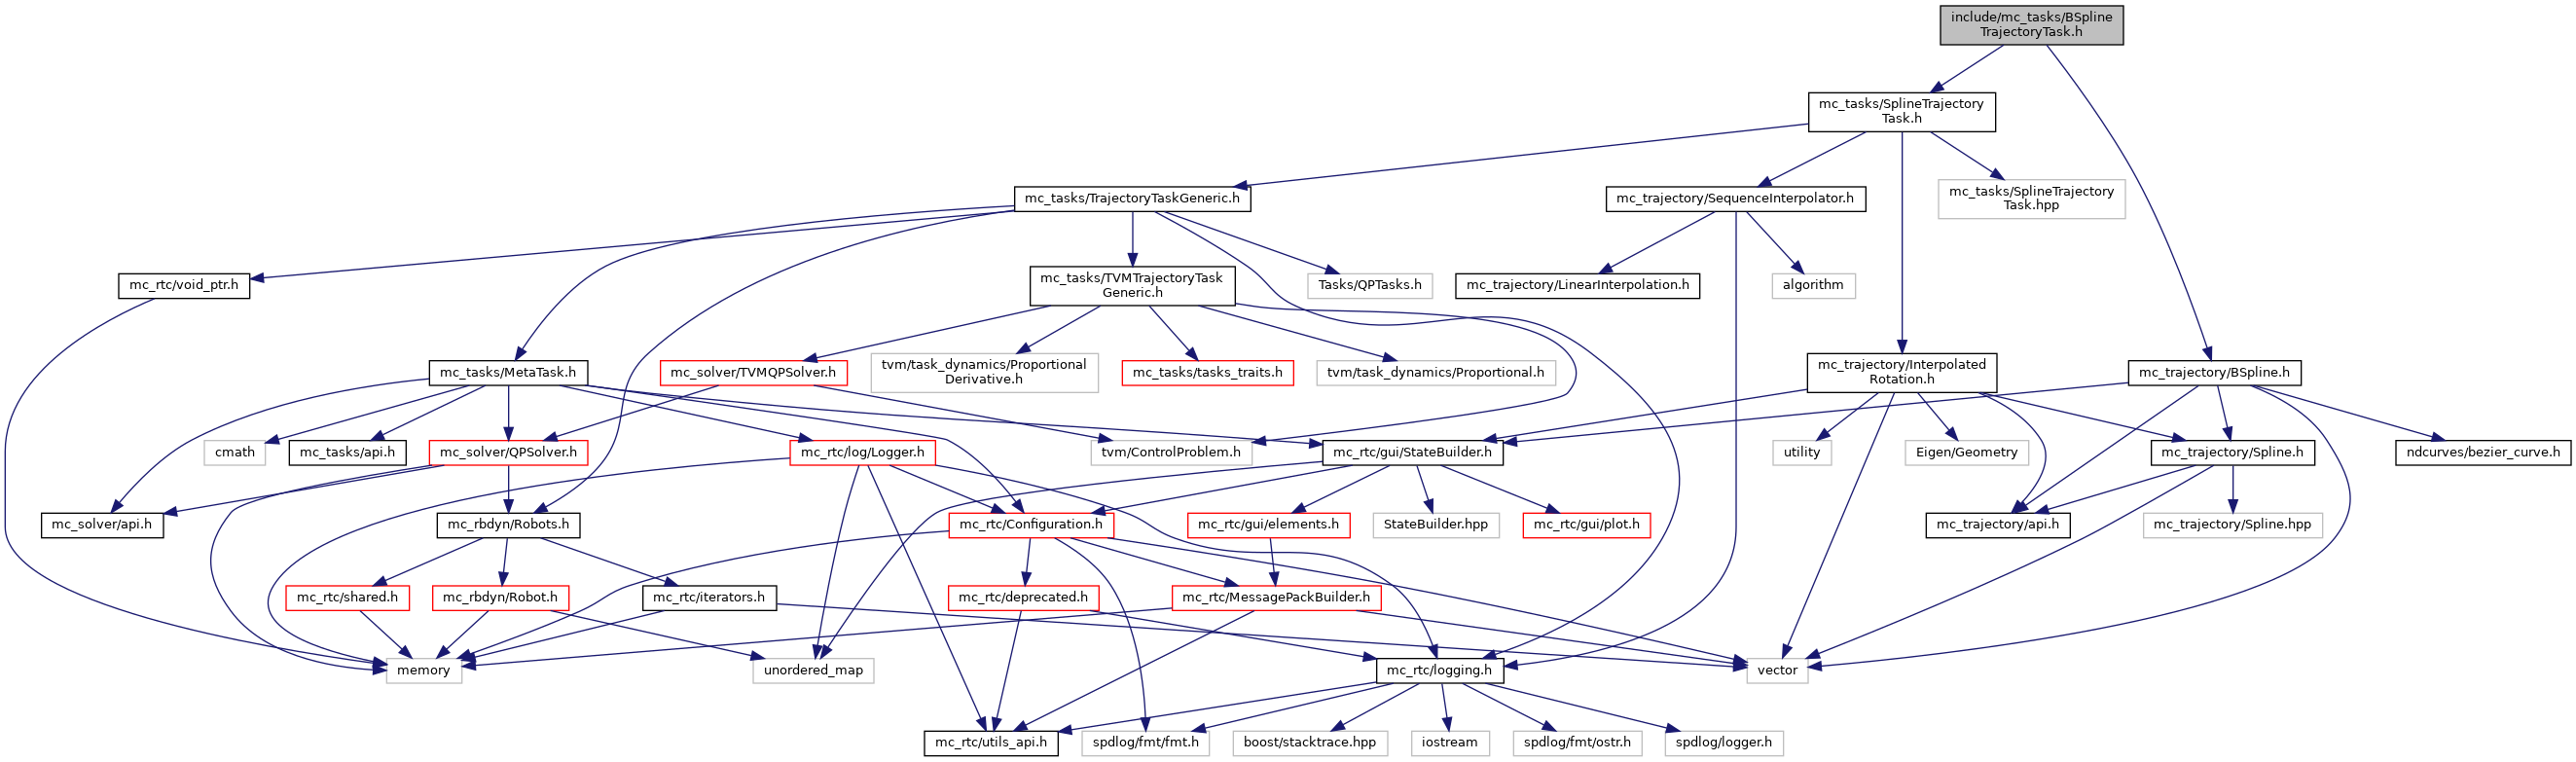 include/mc_tasks/BSpline
TrajectoryTask.h
mc_tasks/SplineTrajectory
Task.h
mc_tasks/TrajectoryTaskGeneric.h
mc_trajectory/SequenceInterpolator.h
mc_tasks/SplineTrajectory
Task.hpp
mc_rtc/void_ptr.h
mc_tasks/TVMTrajectoryTask
Generic.h
Tasks/QPTasks.h
mc_trajectory/LinearInterpolation.h
algorithm
mc_tasks/MetaTask.h
mc_solver/TVMQPSolver.h
tvm/task_dynamics/Proportional
Derivative.h
mc_tasks/tasks_traits.h
tvm/task_dynamics/Proportional.h
mc_trajectory/Interpolated
Rotation.h
mc_trajectory/BSpline.h
cmath
mc_tasks/api.h
mc_solver/QPSolver.h
mc_rtc/log/Logger.h
tvm/ControlProblem.h
mc_rtc/gui/StateBuilder.h
utility
Eigen/Geometry
mc_trajectory/Spline.h
ndcurves/bezier_curve.h
mc_solver/api.h
mc_rbdyn/Robots.h
mc_rtc/Configuration.h
mc_rtc/gui/elements.h
StateBuilder.hpp
mc_rtc/gui/plot.h
mc_trajectory/api.h
mc_trajectory/Spline.hpp
mc_rtc/shared.h
mc_rbdyn/Robot.h
mc_rtc/iterators.h
mc_rtc/deprecated.h
mc_rtc/MessagePackBuilder.h
memory
unordered_map
mc_rtc/logging.h
vector
mc_rtc/utils_api.h
spdlog/fmt/fmt.h
boost/stacktrace.hpp
iostream
spdlog/fmt/ostr.h
spdlog/logger.h